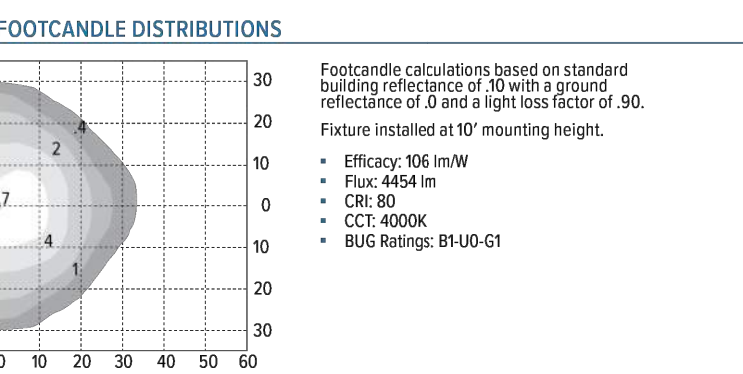 FOOTCANDLE DISTRIBUTIONS
30
20
10
0
10
20
30
.4
2
.7
4
1
0 10 20 30 40 50 60
Footcandle calculations based on standard
building reflectance of .10 with a ground
reflectance of .0 and a light loss factor of .90.
Fixture installed at 10′ mounting height.
▪ Efficacy: 106 lm/W
▪ Flux: 4454 lm
▪ CRI: 80
▪ CCT: 4000K
▪ BUG Ratings: B1-U0-G1